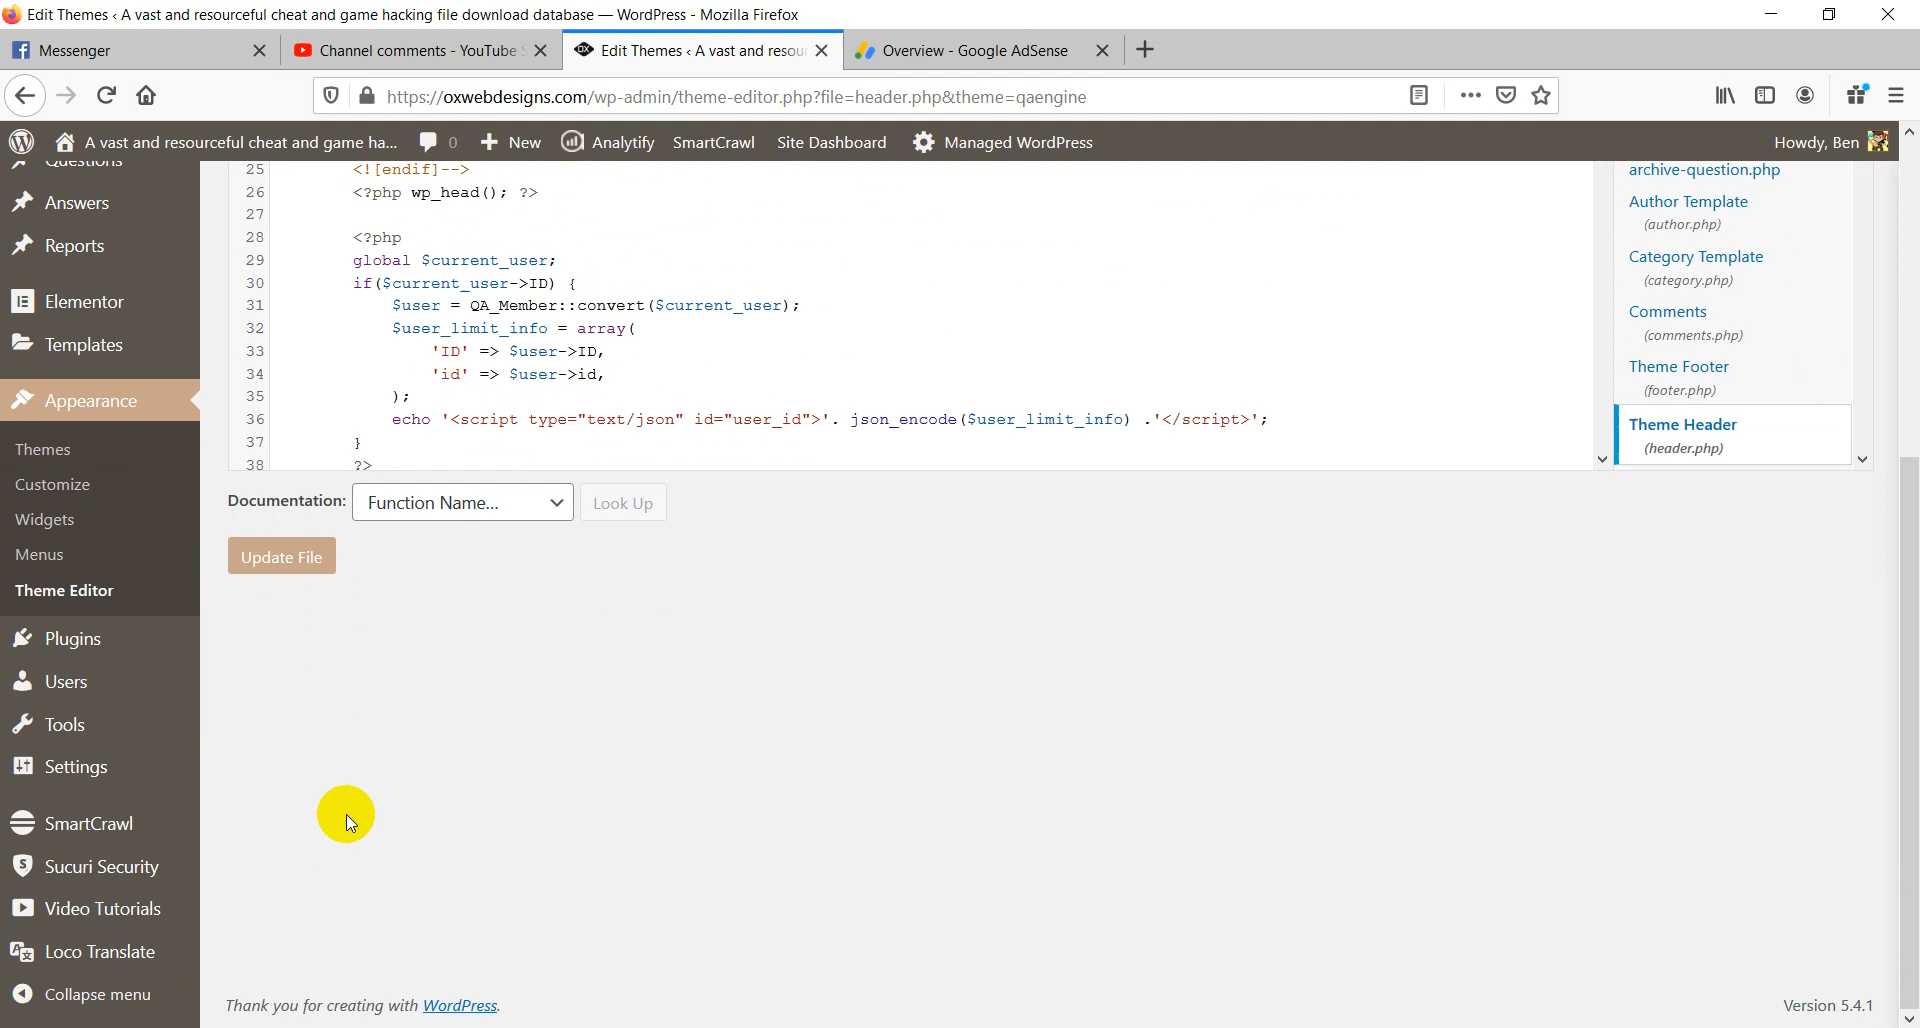 Edit Themes ‹ A vast and resourceful cheat and game hacking file download database — WordPress - Mozilla Firefox
Messenger
Channel comments - YouTube S
Edit Themes ‹ A vast and resour
Overview - Google AdSense
https://oxwebdesigns.com/wp-admin/theme-editor.php?file=header.php&theme=qaengine
A vast and resourceful cheat and game ha...
0
New
Analytify
SmartCrawl
Site Dashboard
Managed WordPress
Howdy, Ben
Questions
Answers
Reports
Elementor
Templates
Appearance
Themes
Customize
Widgets
Menus
Theme Editor
Plugins
Users
Tools
Settings
SmartCrawl
Sucuri Security
Video Tutorials
Loco Translate
Collapse menu
25 <![endif]-->
26 <?php wp_head(); ?>
27
28 <?php
29 global $current_user;
30 if($current_user->ID) {
31 $user = QA_Member::convert($current_user);
32 $user_limit_info = array(
33 'ID' => $user->ID,
34 'id' => $user->id,
35 );
36 echo '<script type="text/json" id="user_id">'. json_encode($user_limit_info) .'</script>';
37 }
38 ?>
archive-question.php
Author Template
(author.php)
Category Template
(category.php)
Comments
(comments.php)
Theme Footer
(footer.php)
Theme Header
(header.php)
Documentation:
Function Name...
Look Up
Update File
Thank you for creating with WordPress.
Version 5.4.1